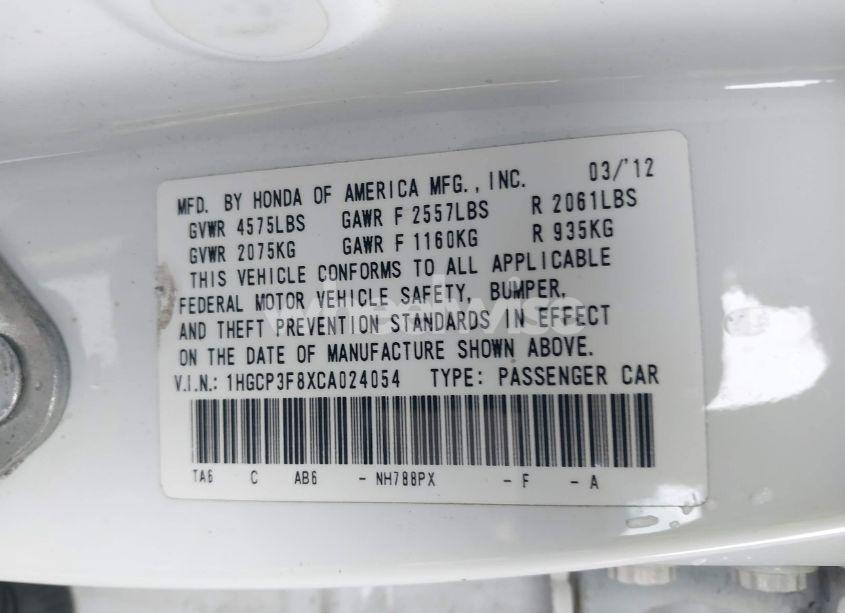 MFD. BY HONDA OF AMERICA MFG., INC. 03/'12
GVWR 4575LBS GAWR F 2557LBS R 2061LBS
GVWR 2075KG GAWR F 1160KG R 935KG
THIS VEHICLE CONFORMS TO ALL APPLICABLE
FEDERAL MOTOR VEHICLE SAFETY, BUMPER,
AND THEFT PREVENTION STANDARDS IN EFFECT
ON THE DATE OF MANUFACTURE SHOWN ABOVE.
V.I.N.: 1HGCP3F8XCA024054 TYPE: PASSENGER CAR
TA6 C AB6 - NH788PX - F - A
wheelwise